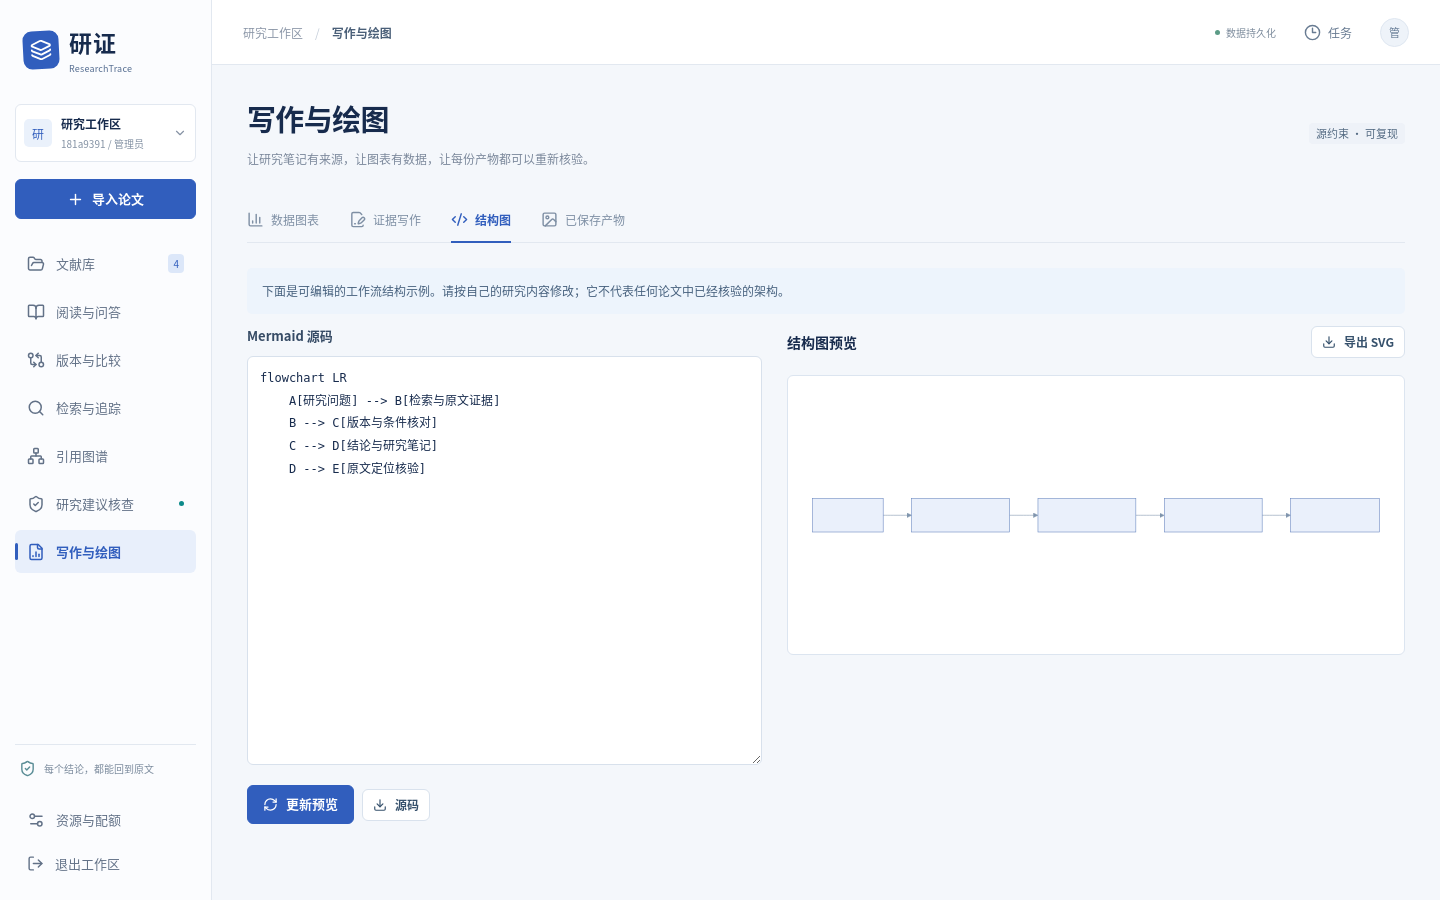 研证
ResearchTrace
研
研究工作区
181a9391 / 管理员
导入论文
文献库
4
阅读与问答
版本与比较
检索与追踪
引用图谱
研究建议核查
写作与绘图
每个结论，都能回到原文
资源与配额
退出工作区
研究工作区 / 写作与绘图
数据持久化
任务
管
写作与绘图
让研究笔记有来源，让图表有数据，让每份产物都可以重新核验。
源约束 · 可复现
数据图表
证据写作
结构图
已保存产物
下面是可编辑的工作流结构示例。请按自己的研究内容修改；它不代表任何论文中已经核验的架构。
Mermaid 源码
flowchart LR
    A[研究问题] --> B[检索与原文证据]
    B --> C[版本与条件核对]
    C --> D[结论与研究笔记]
    D --> E[原文定位核验]
更新预览
源码
结构图预览
导出 SVG